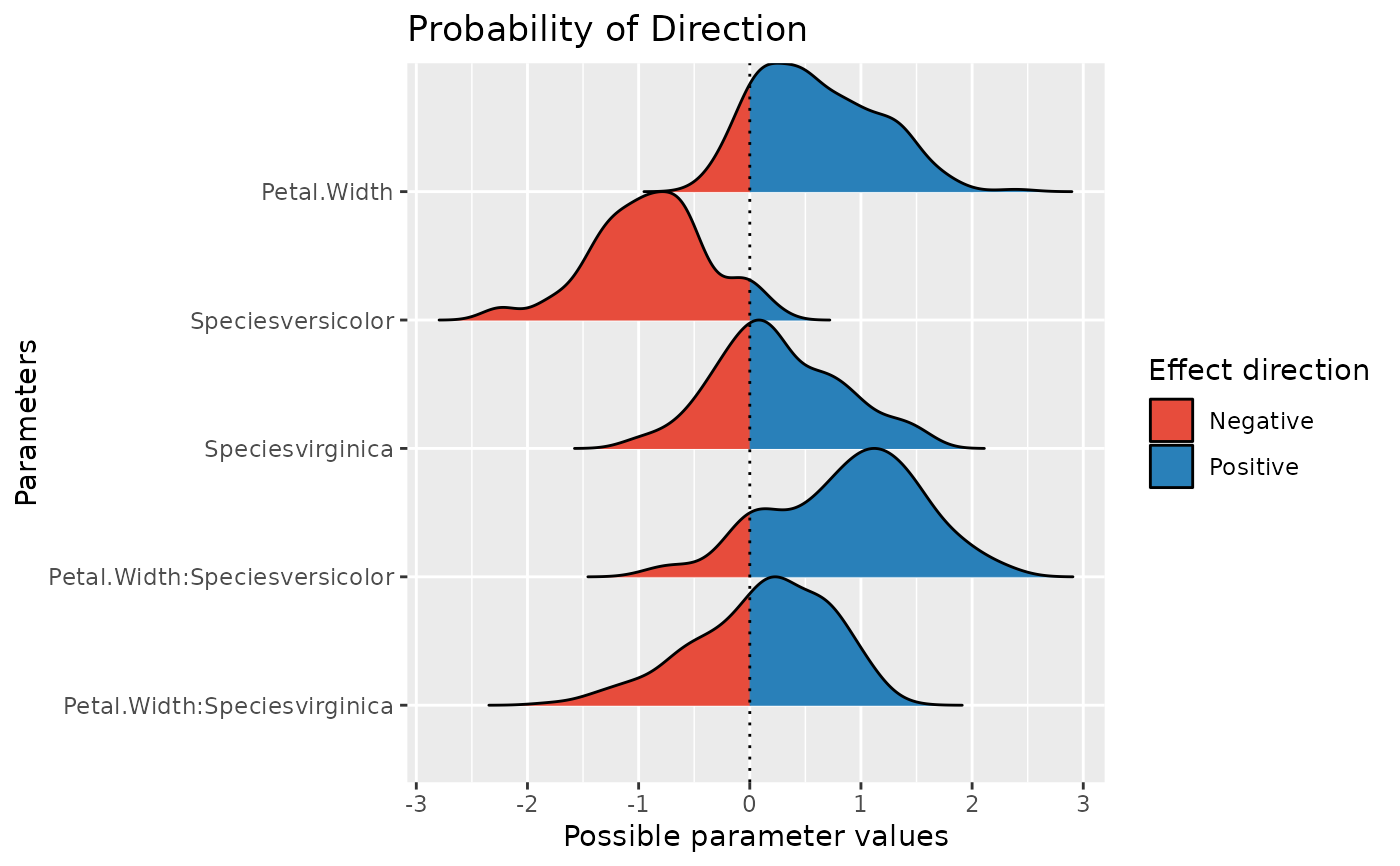 Probability of Direction
Parameters
Petal.Width
Speciesversicolor
Speciesvirginica
Petal.Width:Speciesversicolor
Petal.Width:Speciesvirginica
-3 -2 -1 0 1 2 3
Possible parameter values
Effect direction
Negative
Positive